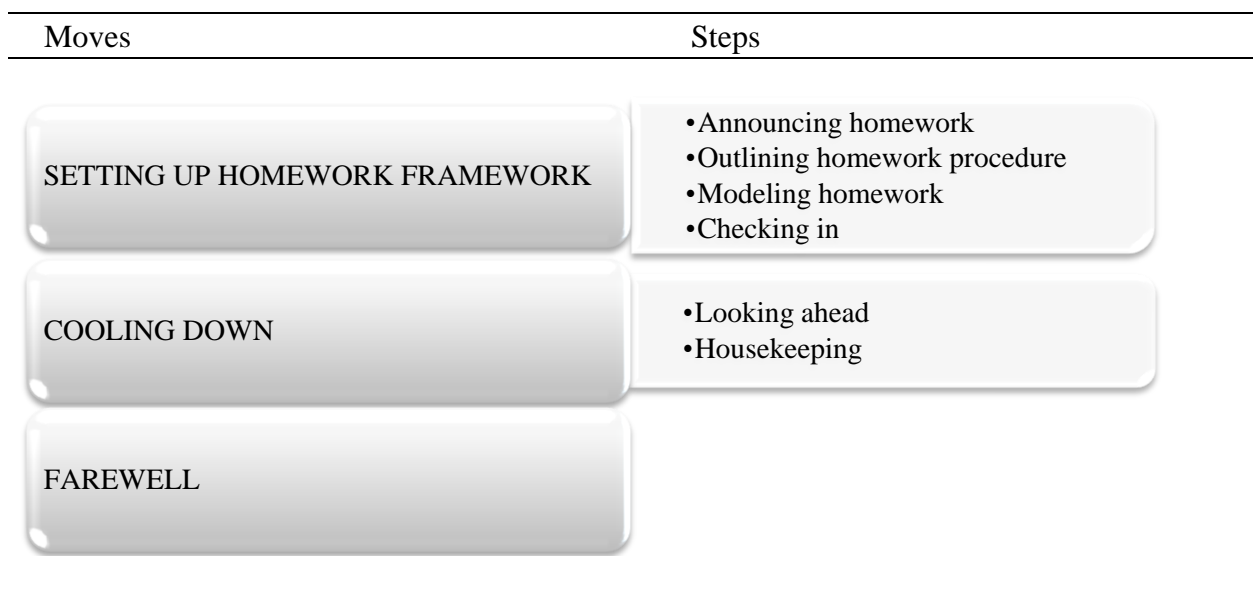 Moves Steps
SETTING UP HOMEWORK FRAMEWORK
•Announcing homework
•Outlining homework procedure
•Modeling homework
•Checking in
COOLING DOWN
•Looking ahead
•Housekeeping
FAREWELL